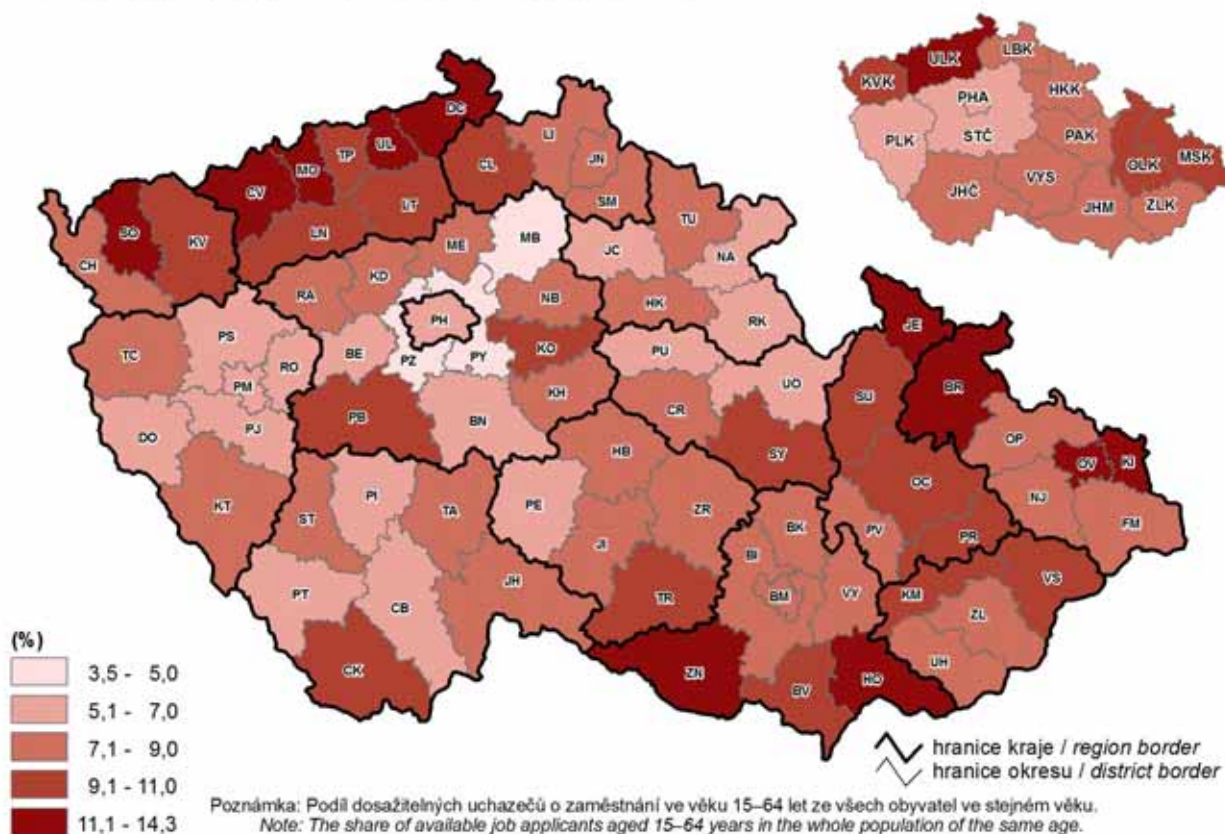 ULK
LBK
KVK
HKK
PHA
PLK
STČ
PAK
OLK
MSK
VYS
JHČ
JHM
ZLK
DC
LI
UL
TP
JN
MO
CL
CV
LT
SM
SO
KV
LN
TU
MB
ME
JC
NA
CH
KD
RA
NB
HK
PH
RK
JE
TC
PS
BE
PZ
PY
KO
PU
RO
PM
UO
BR
KH
PB
BN
CR
SU
DO
PJ
OP
OV
KI
SY
HB
OC
KT
PI
TA
PE
ST
ZR
NJ
FM
BK
PV
PR
JI
BI
VS
PT
CB
JH
TR
BM
VY
KM
ZL
UH
CK
ZN
BV
HO
(%)
3,5 - 5,0
5,1 - 7,0
7,1 - 9,0
9,1 - 11,0
11,1 - 14,3
hranice kraje / region border
hranice okresu / district border
Poznámka: Podíl dosažitelných uchazečů o zaměstnání ve věku 15–64 let ze všech obyvatel ve stejném věku.
Note: The share of available job applicants aged 15–64 years in the whole population of the same age.